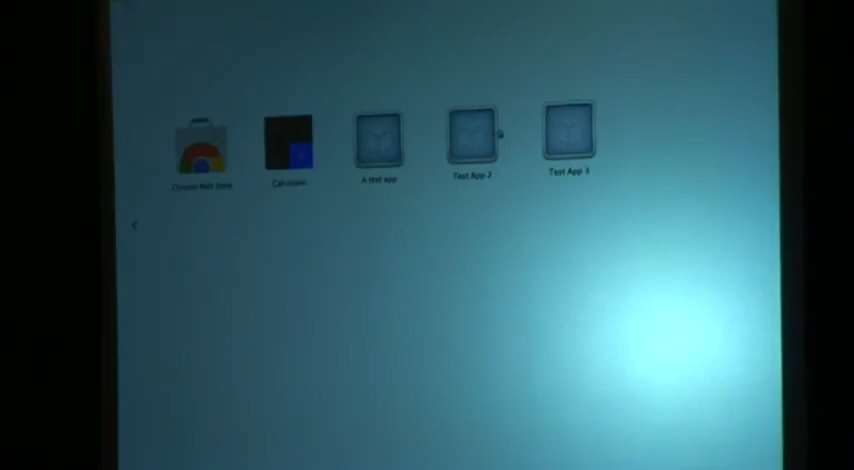 Chrome Web Store
Calculator
A test app
Test App 2
Test App 3